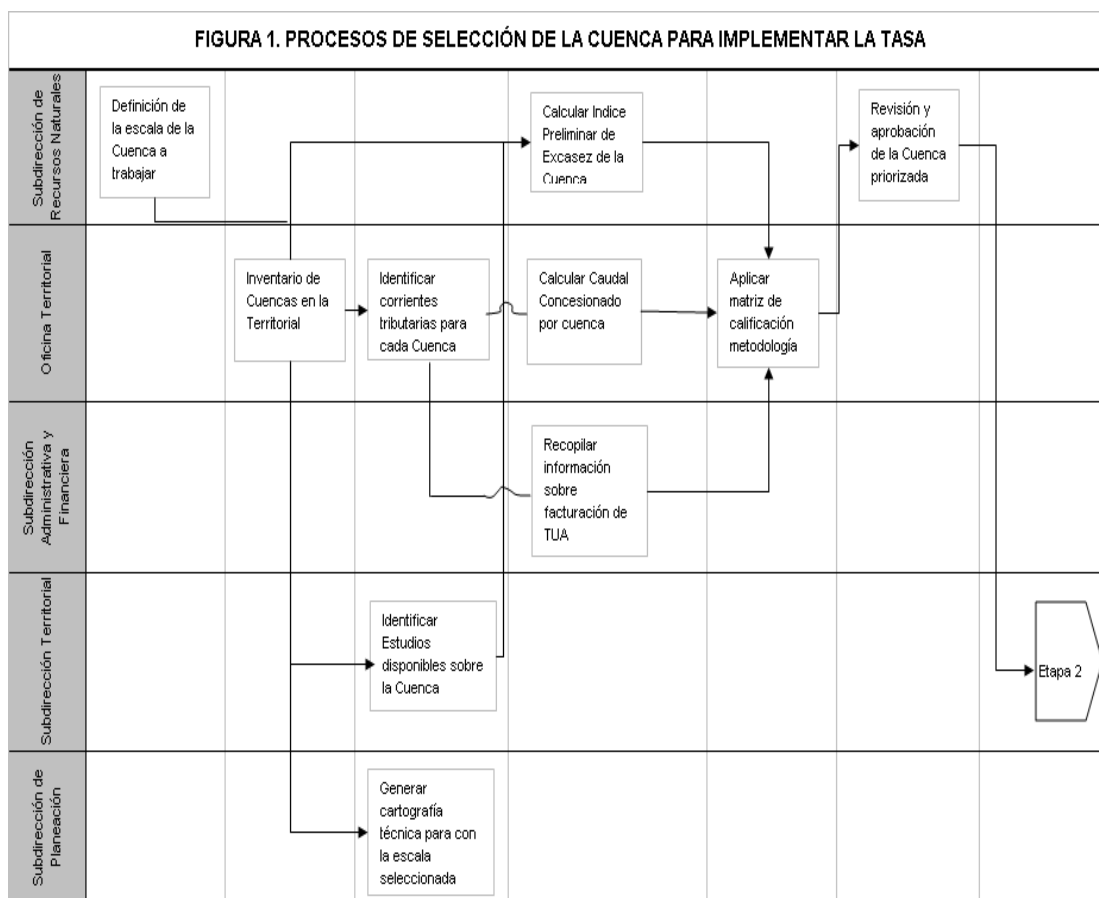 FIGURA 1. PROCESOS DE SELECCIÓN DE LA CUENCA PARA IMPLEMENTAR LA TASA
Subdirección de
Recursos Naturales
Definición de
la escala de la
Cuenca a
trabajar
Calcular Indice
Preliminar de
Excasez de la
Cuenca
Revisión y
aprobación
de la Cuenca
priorizada
Oficina Territorial
Inventario de
Cuencas en la
Territorial
Identificar
corrientes
tributarias para
cada Cuenca
Calcular Caudal
Concesionado
por cuenca
Aplicar
matriz de
calificación
metodología
Subdirección
Administrativa y
Financiera
Recopilar
información
sobre
facturación de
TUA
Subdirección Territorial
Identificar
Estudios
disponibles sobre
la Cuenca
Etapa 2
Subdirección de
Planeación
Generar
cartografía
técnica para con
la escala
seleccionada